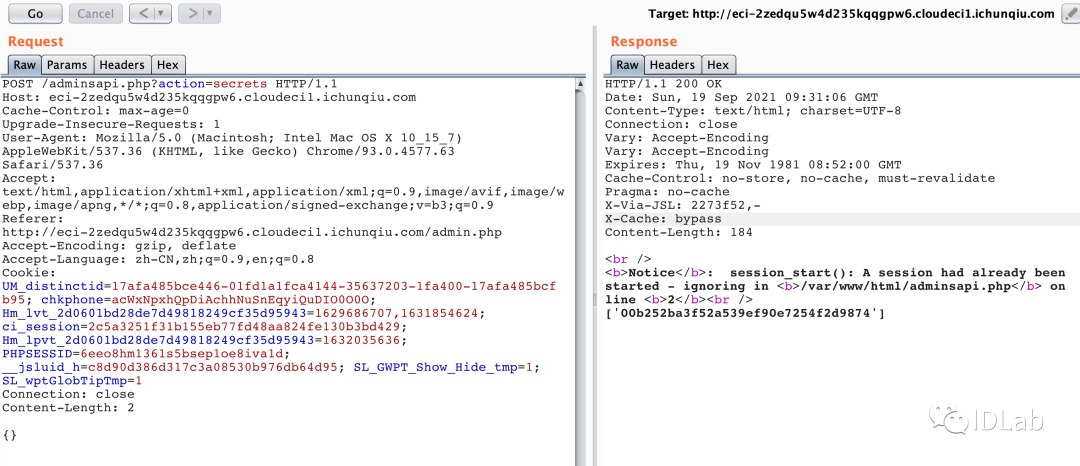 Go Cancel < > Target: http://eci-2zedqu5w4d235kqqgpw6.cloudeci1.ichunqiu.com
Request
Raw Params Headers Hex
POST /adminsapi.php?action=secrets HTTP/1.1
Host: eci-2zedqu5w4d235kqqgpw6.cloudeci1.ichunqiu.com
Cache-Control: max-age=0
Upgrade-Insecure-Requests: 1
User-Agent: Mozilla/5.0 (Macintosh; Intel Mac OS X 10_15_7)
AppleWebKit/537.36 (KHTML, like Gecko) Chrome/93.0.4577.63
Safari/537.36
Accept:
text/html,application/xhtml+xml,application/xml;q=0.9,image/avif,image/w
ebp,image/apng,*/*;q=0.8,application/signed-exchange;v=b3;q=0.9
Referer:
http://eci-2zedqu5w4d235kqqgpw6.cloudeci1.ichunqiu.com/admin.php
Accept-Encoding: gzip, deflate
Accept-Language: zh-CN,zh;q=0.9,en;q=0.8
Cookie:
UM_distinctid=17afa485bce446-01fd1a1fca4144-35637203-1fa400-17afa485bcf
b95; chkphone=acWxNpxhQpDiAchhNuSnEqyiQuDIO0O0O;
Hm_lvt_2d0601bd28de7d49818249cf35d95943=1629686707,1631854624;
ci_session=2c5a3251f31b155eb77fd48aa824fe130b3bd429;
Hm_lpvt_2d0601bd28de7d49818249cf35d95943=1632035636;
PHPSESSID=6eeo8hm1361s5bsep1oe8iva1d;
__jsluid_h=c8d90d386d317c3a08530b976db64d95; SL_GWPT_Show_Hide_tmp=1;
SL_wptGlobTipTmp=1
Connection: close
Content-Length: 2
{}
Response
Raw Headers Hex
HTTP/1.1 200 OK
Date: Sun, 19 Sep 2021 09:31:06 GMT
Content-Type: text/html; charset=UTF-8
Connection: close
Vary: Accept-Encoding
Vary: Accept-Encoding
Expires: Thu, 19 Nov 1981 08:52:00 GMT
Cache-Control: no-store, no-cache, must-revalidate
Pragma: no-cache
X-Via-JSL: 2273f52,-
X-Cache: bypass
Content-Length: 184
<br />
<b>Notice</b>:  session_start(): A session had already been
started - ignoring in <b>/var/www/html/adminsapi.php</b> on
line <b>2</b><br />
['00b252ba3f52a539ef90e7254f2d9874']
IDLab